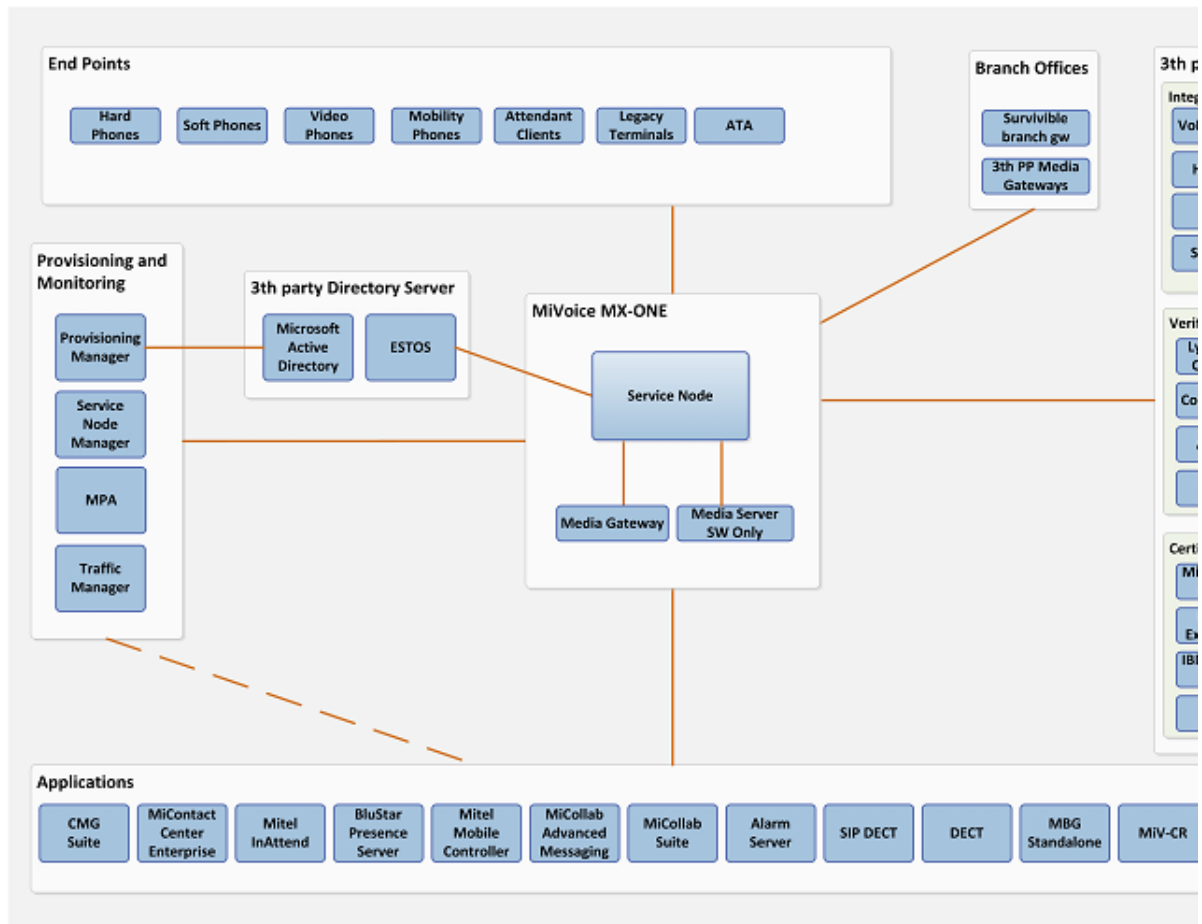 End Points
Hard
Phones
Soft Phones
Video
Phones
Mobility
Phones
Attendant
Clients
Legacy
Terminals
ATA
Branch Offices
Survivible
branch gw
3th PP Media
Gateways
3th p
Provisioning and
Monitoring
Provisioning
Manager
Service
Node
Manager
MPA
Traffic
Manager
3th party Directory Server
Microsoft
Active
Directory
ESTOS
MiVoice MX-ONE
Service Node
Media Gateway
Media Server
SW Only
Applications
CMG
Suite
MiContact
Center
Enterprise
Mitel
InAttend
BluStar
Presence
Server
Mitel
Mobile
Controller
MiCollab
Advanced
Messaging
MiCollab
Suite
Alarm
Server
SIP DECT
DECT
MBG
Standalone
MiV-CR